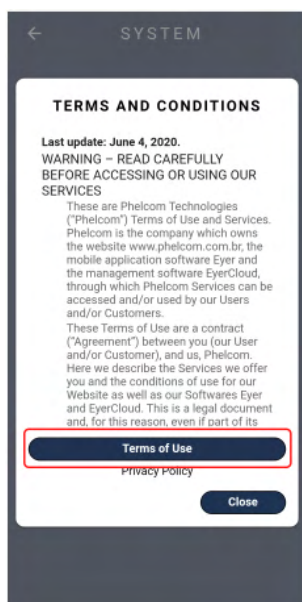 SYSTEM
TERMS AND CONDITIONS
Last update: June 4, 2020.
WARNING – READ CAREFULLY
BEFORE ACCESSING OR USING OUR
SERVICES
These are Phelcom Technologies
("Phelcom") Terms of Use and Services.
Phelcom is the company which owns
the website www.phelcom.com.br, the
mobile application software Eyer and
the management software EyerCloud,
through which Phelcom Services can be
accessed and/or used by our Users
and/or Customers.
These Terms of Use are a contract
("Agreement") between you (our User
and/or Customer), and us, Phelcom.
Here we describe the Services we offer
you and the conditions of use for our
Website as well as our Softwares Eyer
and EyerCloud. This is a legal document
and, for this reason, even if part of its
Terms of Use
Privacy Policy
Close